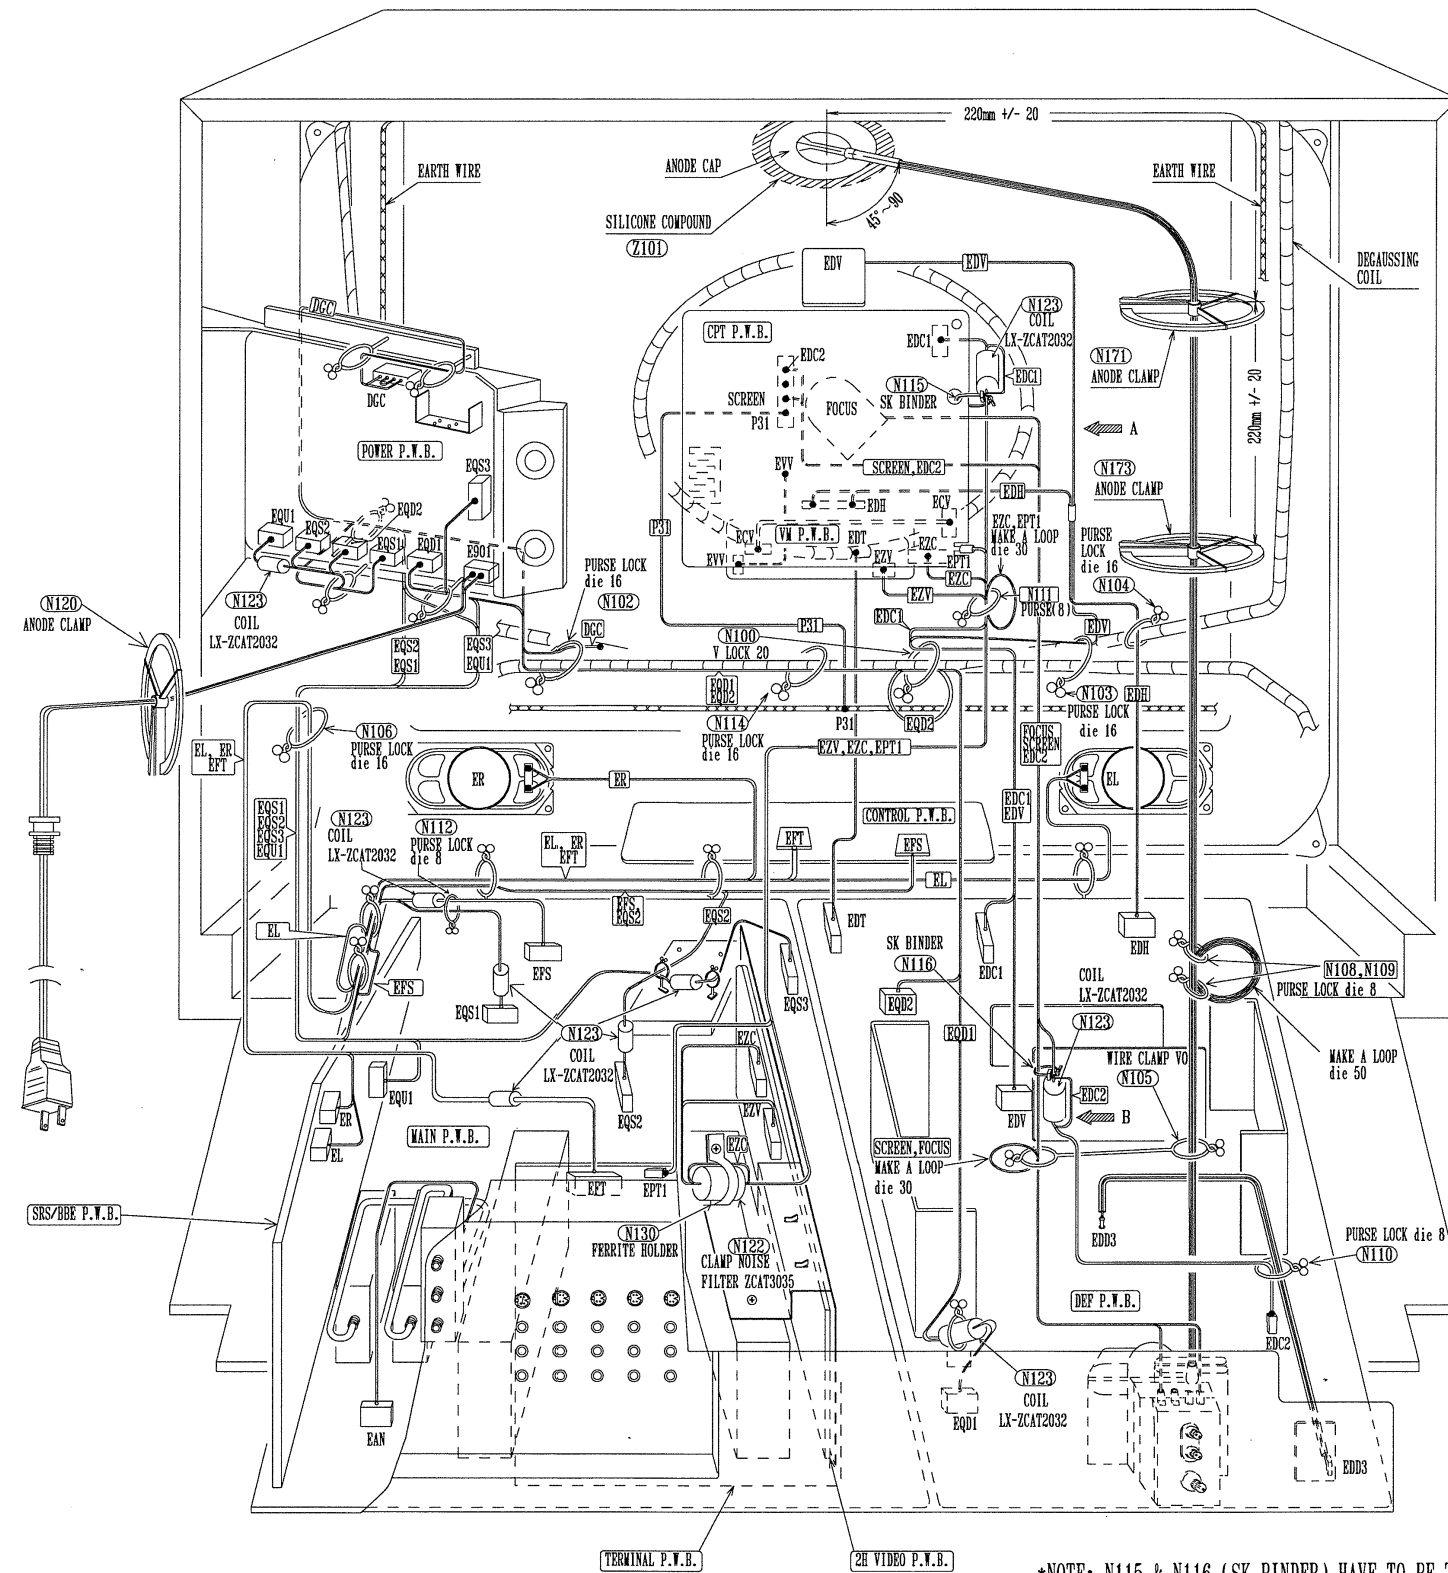 220mm +/- 20
EARTH WIRE
ANODE CAP
EARTH WIRE
45°~90
SILICONE COMPOUND
Z101
DEGAUSSING
COIL
EDV
EDV
DGC
N123
COIL
LX-ZCAT2032
CPT P.W.B.
EDC1
EDC2
EDC1
N171
ANODE CLAMP
N115
SK BINDER
SCREEN
FOCUS
DGC
P31
A
220mm +/- 20
POWER P.W.B.
EQS3
EVV
SCREEN,EDC2
N173
ANODE CLAMP
EDH
EQU1
EQS2
EQD2
EDH
ECV
P31
EZC,EPT1
MAKE A LOOP
die 30
PURSE
LOCK
die 16
EQS1
EQD1
E901
ECV
VM P.W.B.
EDT
EZV
EZC
EPT1
EVV
PURSE LOCK
die 16
N102
EZC
N104
N120
ANODE CLAMP
N123
COIL
LX-ZCAT2032
EZV
N111
PURSE(8)
EDC1
P31
EDV
DGC
N100
V LOCK 20
EQS2
EQS1
EQS3
EQU1
EQD1
EQD2
N103
PURSE LOCK
die 16
EDH
N114
PURSE LOCK
die 16
P31
EQD2
N106
PURSE LOCK
die 16
EL, ER
EFT
EZV,EZC,EPT1
FOCUS
SCREEN
EDC2
ER
ER
EL
EQS1
EQS2
EQS3
EQU1
N123
COIL
LX-ZCAT2032
N112
PURSE LOCK
die 8
EDC1
EDV
CONTROL P.W.B.
EL, ER
EFT
EFT
EFS
EL
EFS
EQS2
EQS2
EDT
EL
EFS
EFS
EQS1
EQS3
SK BINDER
N116
EDC1
EDH
COIL
LX-ZCAT2032
N108,N109
PURSE LOCK die 8
EQD2
N123
N123
COIL
LX-ZCAT2032
EQD1
EZC
WIRE CLAMP VO
N105
MAKE A LOOP
die 50
EQU1
ER
EL
EQS2
EZV
EDV
EDC2
B
MAIN P.W.B.
EZC
SCREEN,FOCUS
MAKE A LOOP
die 30
EFT
EPT1
SRS/BBE P.W.B.
N130
FERRITE HOLDER
N122
CLAMP NOISE
FILTER ZCAT3035
EDD3
PURSE LOCK die 8
N110
DEF P.W.B.
EDC2
N123
COIL
LX-ZCAT2032
EQD1
EAN
EDD3
TERMINAL P.W.B.
2H VIDEO P.W.B.
*NOTE: N115 & N116 (SK BINDER) HAVE TO BE